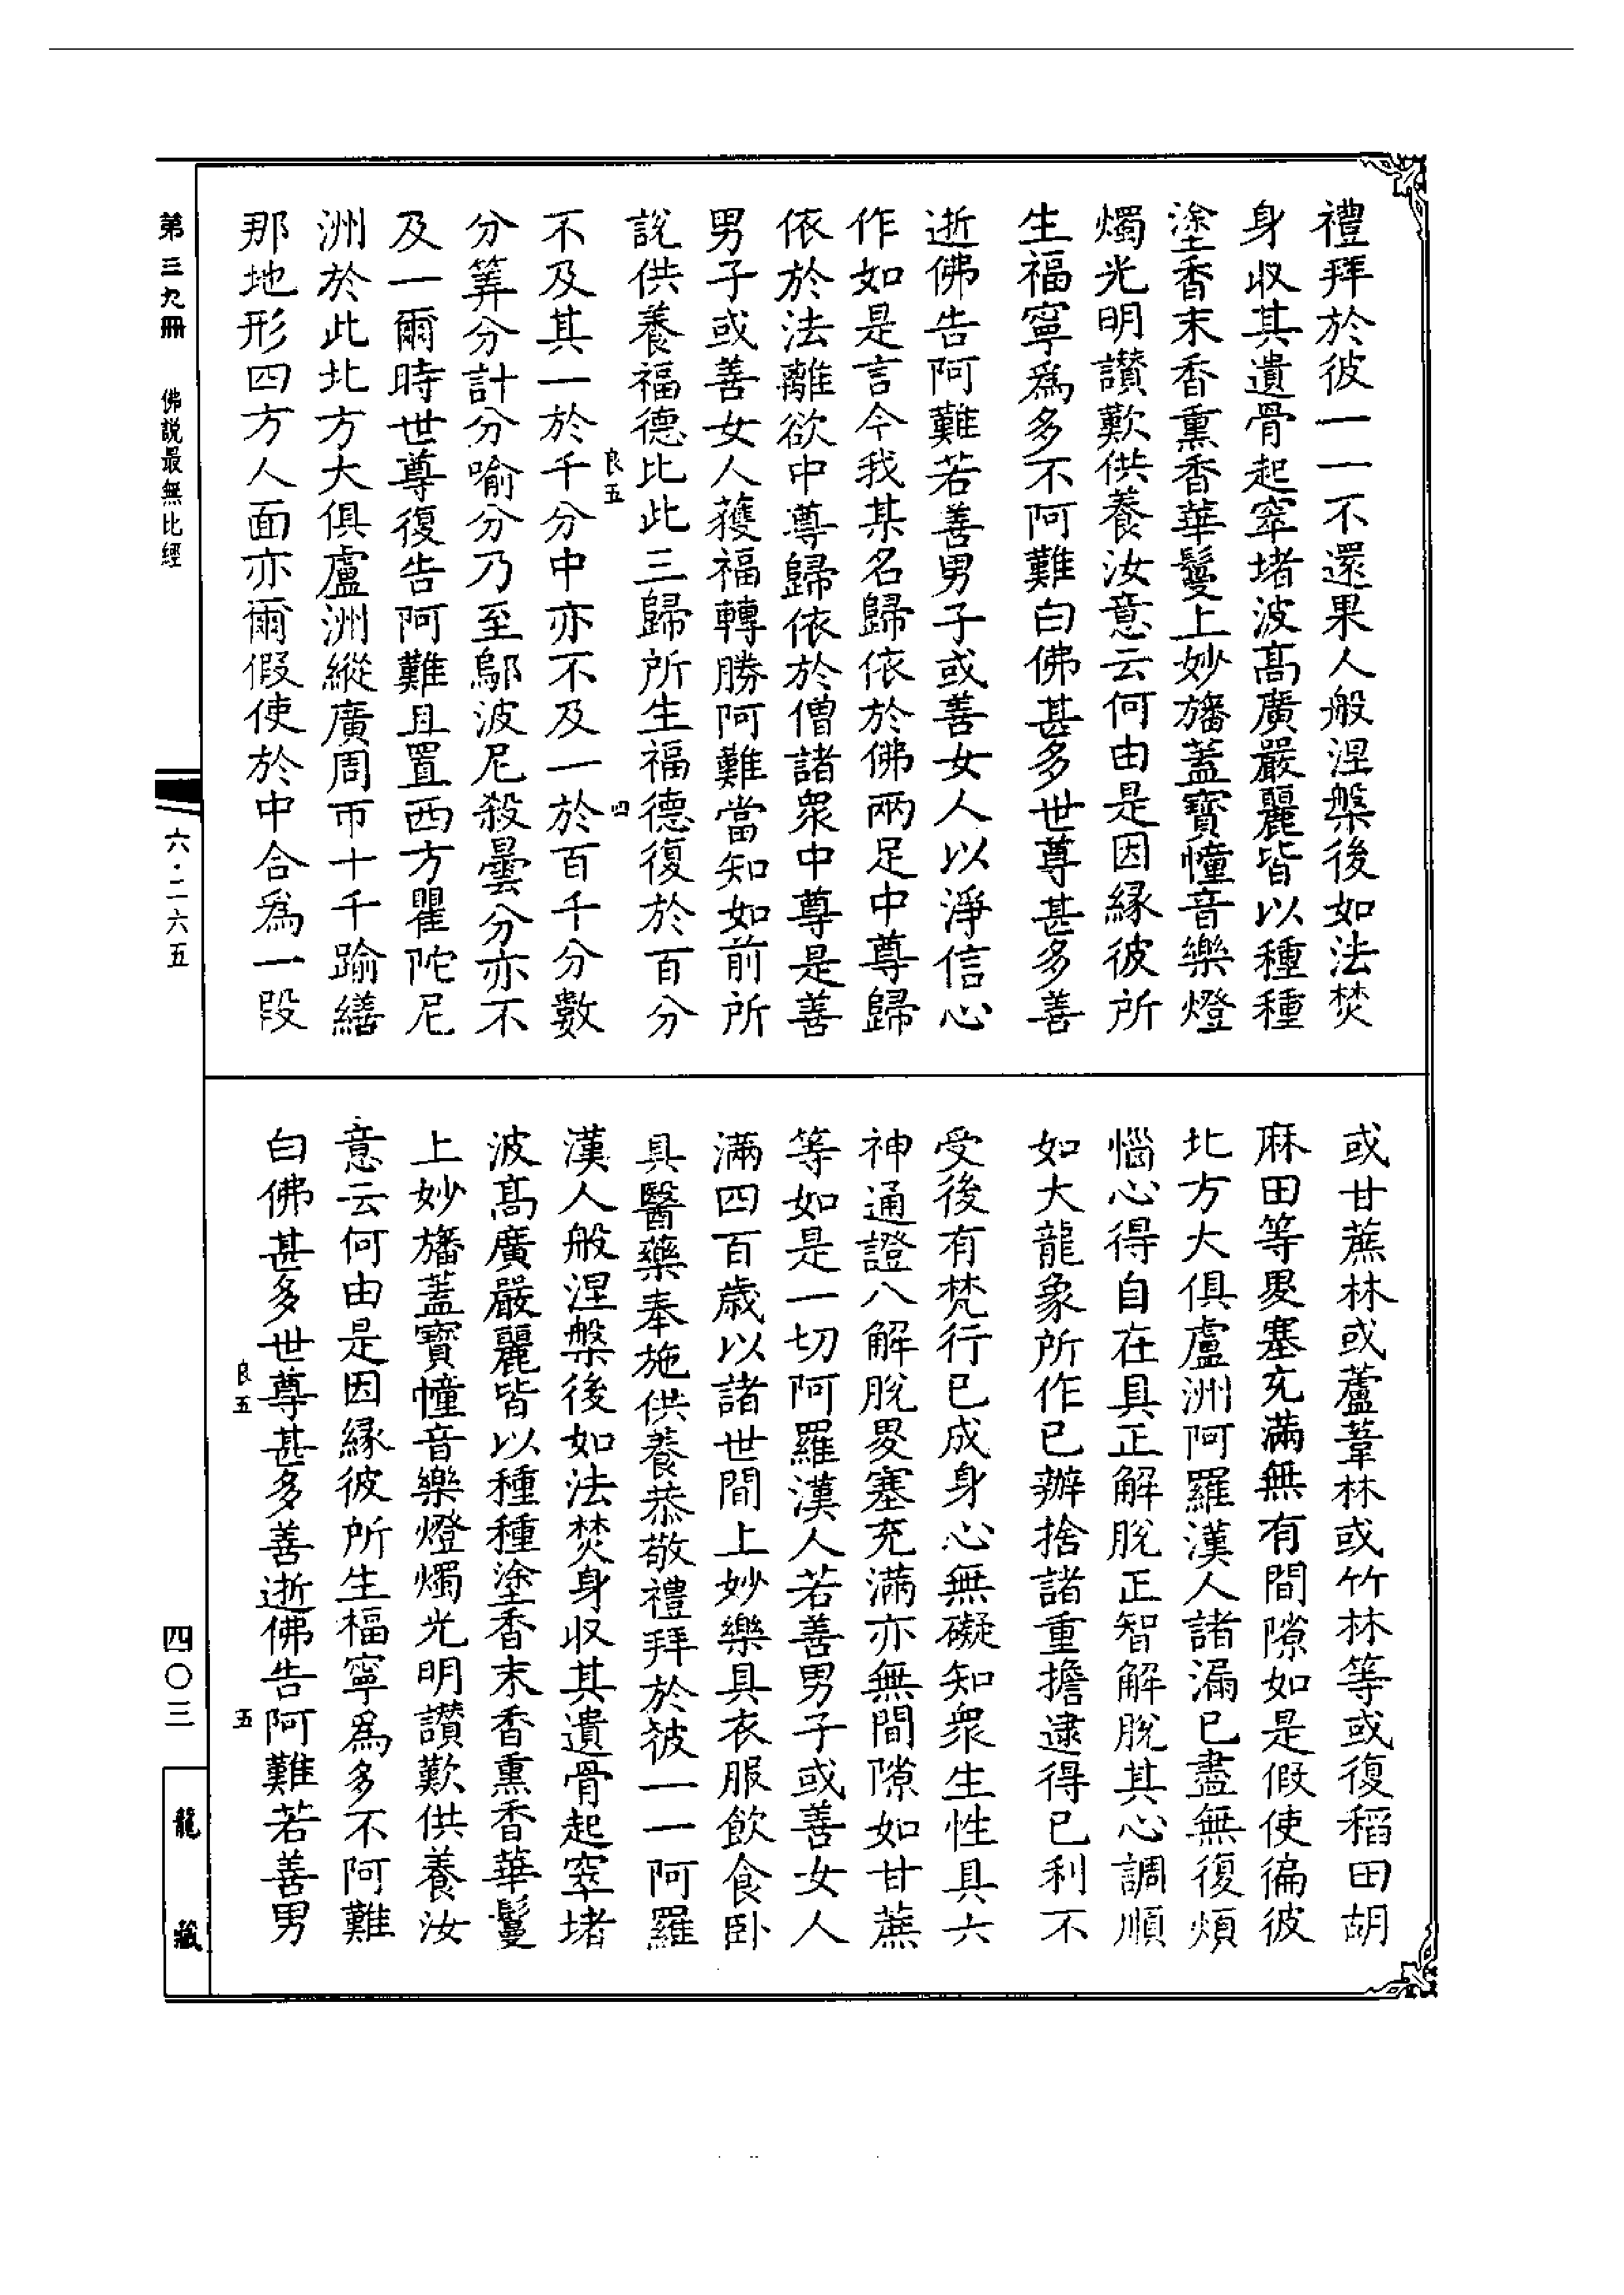 禮拜於彼一一不還果人般涅槃後如法焚
身收其遺骨起窣堵波高廣嚴麗皆以種種
塗香末香熏香華鬘上妙旛蓋寶幢音樂燈
燭光明讚歎供養汝意云何由是因緣彼所
生福寧爲多不阿難白佛甚多世尊甚多善
逝佛告阿難若善男子或善女人以淨信心
作如是言今我某名歸依於佛兩足中尊歸
依於法離欲中尊歸依於僧諸衆中尊是善
男子或善女人獲福轉勝阿難當知如前所
說供養福德比此三歸所生福德復於百分
良五
四
不及其一於千分中亦不及一於百千分數
分筭分計分喻分乃至鄔波尼殺曇分亦不
及一爾時世尊復告阿難且置西方瞿陀尼
洲於此北方大俱盧洲縱廣周帀十千踰繕
那地形四方人面亦爾假使於中合爲一段
或甘蔗林或蘆葦林或竹林等或復稻田胡
麻田等畟塞充滿無有間隙如是假使徧彼
北方大俱盧洲阿羅漢人諸漏已盡無復煩
惱心得自在具正解脫正智解脫其心調順
如大龍象所作已辦捨諸重擔逮得已利不
受後有梵行已成身心無礙知衆生性具六
神通證八解脫畟塞充滿亦無間隙如甘蔗
等如是一切阿羅漢人若善男子或善女人
滿四百歲以諸世間上妙樂具衣服飲食卧
具醫藥奉施供養恭敬禮拜於彼一一阿羅
漢人般涅槃後如法焚身收其遺骨起窣堵
波高廣嚴麗皆以種種塗香末香熏香華鬘
上妙旛蓋寶幢音樂燈燭光明讚歎供養汝
意云何由是因緣彼所生福寧爲多不阿難
白佛甚多世尊甚多善逝佛告阿難若善男
良五
五
第三九冊　佛說最無比經
六·二六五
四〇三
龍藏